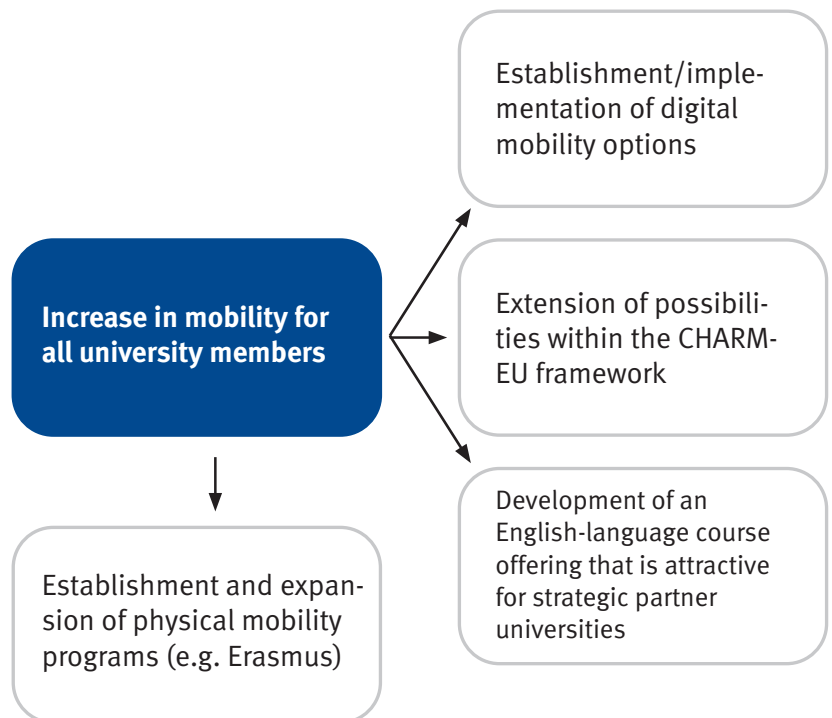 Establishment/imple-
mentation of digital
mobility options
Increase in mobility for
all university members
Extension of possibili-
ties within the CHARM-
EU framework
Development of an
English-language course
offering that is attractive
for strategic partner
universities
Establishment and expan-
sion of physical mobility
programs (e.g. Erasmus)